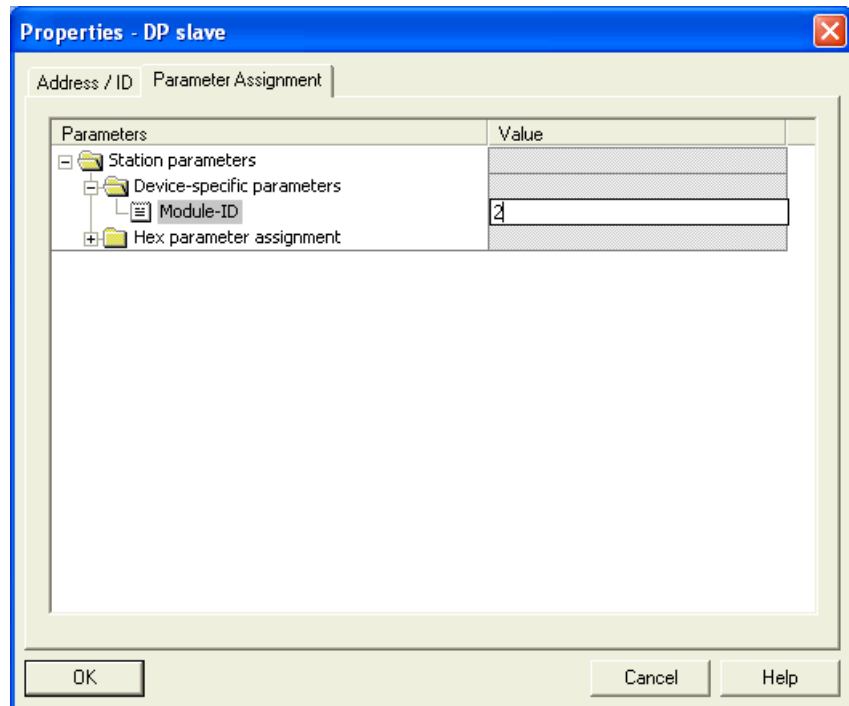 Properties - DP slave
Address / ID Parameter Assignment
Parameters Value
Station parameters
Device-specific parameters
Module-ID 2
Hex parameter assignment
OK Cancel Help